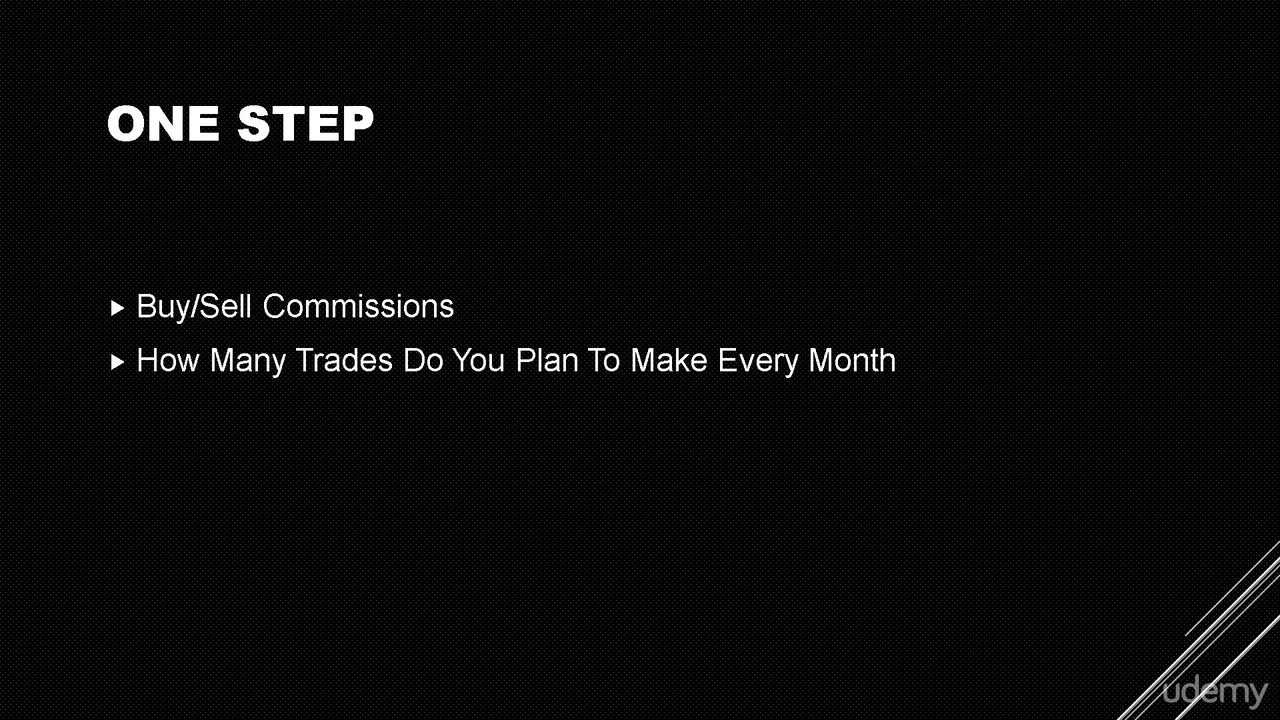 ONE STEP
Buy/Sell Commissions
How Many Trades Do You Plan To Make Every Month
udemy